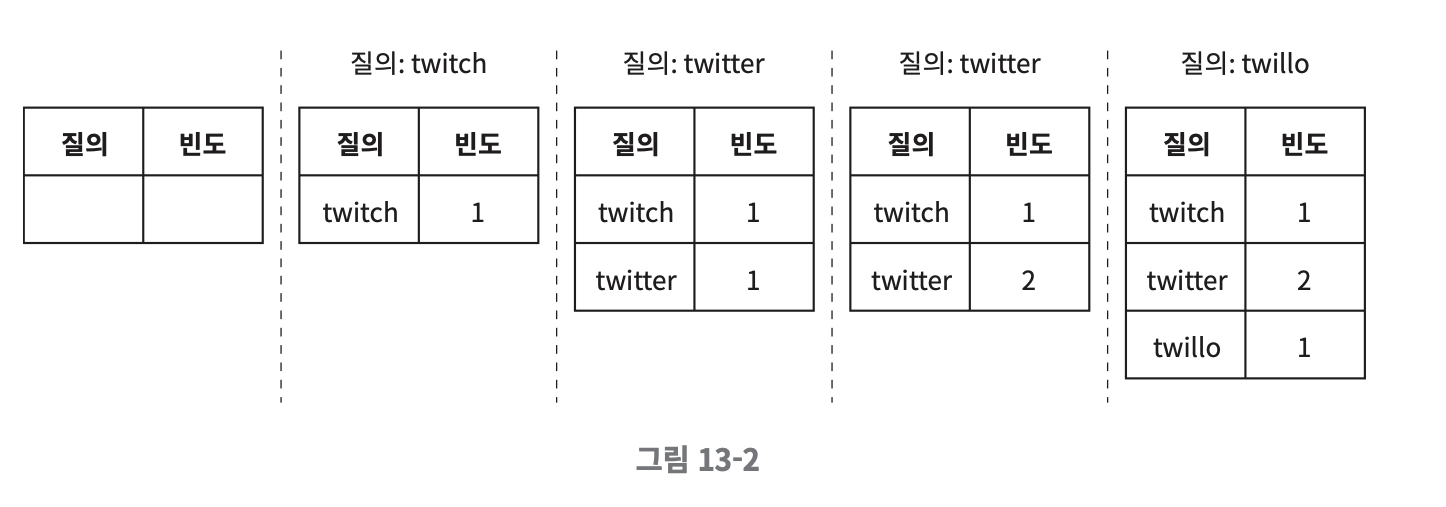 질의: twitch 질의: twitter 질의: twitter 질의: twillo
질의 빈도 질의 빈도 질의 빈도 질의 빈도 질의 빈도
twitch 1 twitch 1 twitch 1 twitch 1
twitter 1 twitter 2 twitter 2
twillo 1
그림 13-2